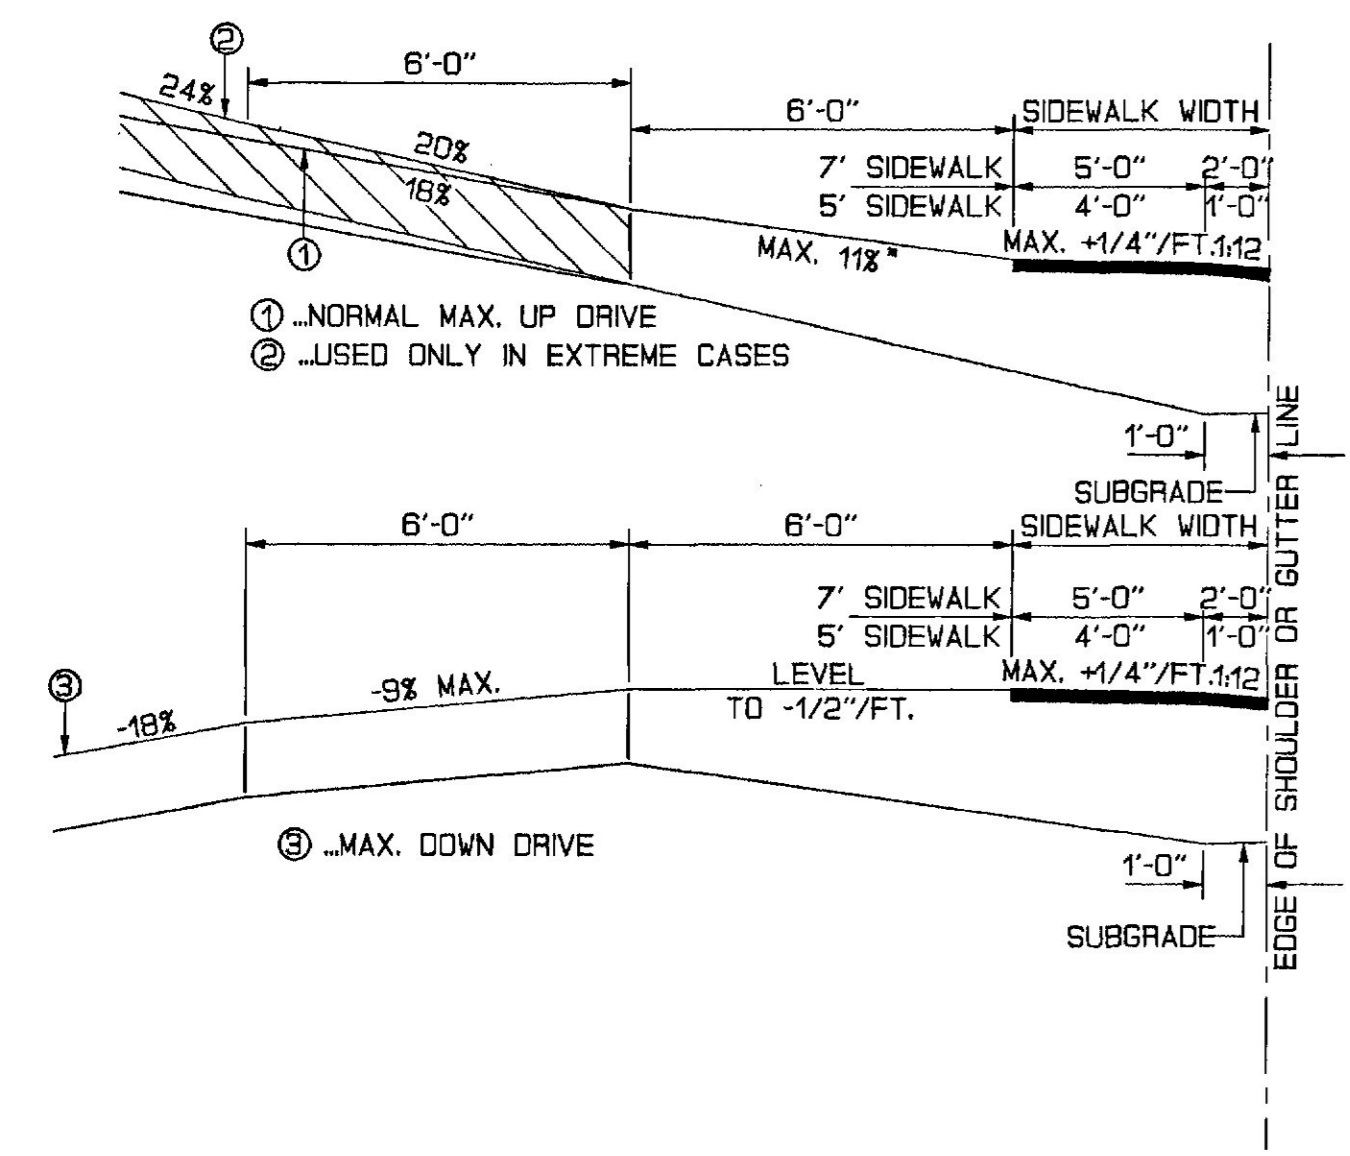 ②
6'-0"
24%
6'-0" SIDEWALK WIDTH
20%
7' SIDEWALK 5'-0" 2'-0"
18%
5' SIDEWALK 4'-0" 1'-0"
MAX. 11%* MAX. +1/4"/FT. 1:12
①
① ...NORMAL MAX. UP DRIVE
② ...USED ONLY IN EXTREME CASES
1'-0"
SUBGRADE
6'-0" 6'-0" SIDEWALK WIDTH
7' SIDEWALK 5'-0" 2'-0"
5' SIDEWALK 4'-0" 1'-0"
③
-18%
-9% MAX.
LEVEL
TO -1/2"/FT.
MAX. +1/4"/FT. 1:12
③ ...MAX. DOWN DRIVE
1'-0"
SUBGRADE
EDGE OF SHOULDER OR GUTTER LINE